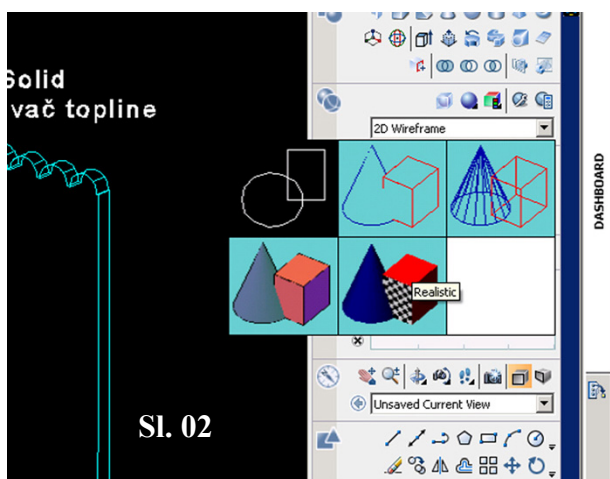 Solid
vač topline
2D Wireframe
Realistic
DASHBOARD
Unsaved Current View
Sl. 02